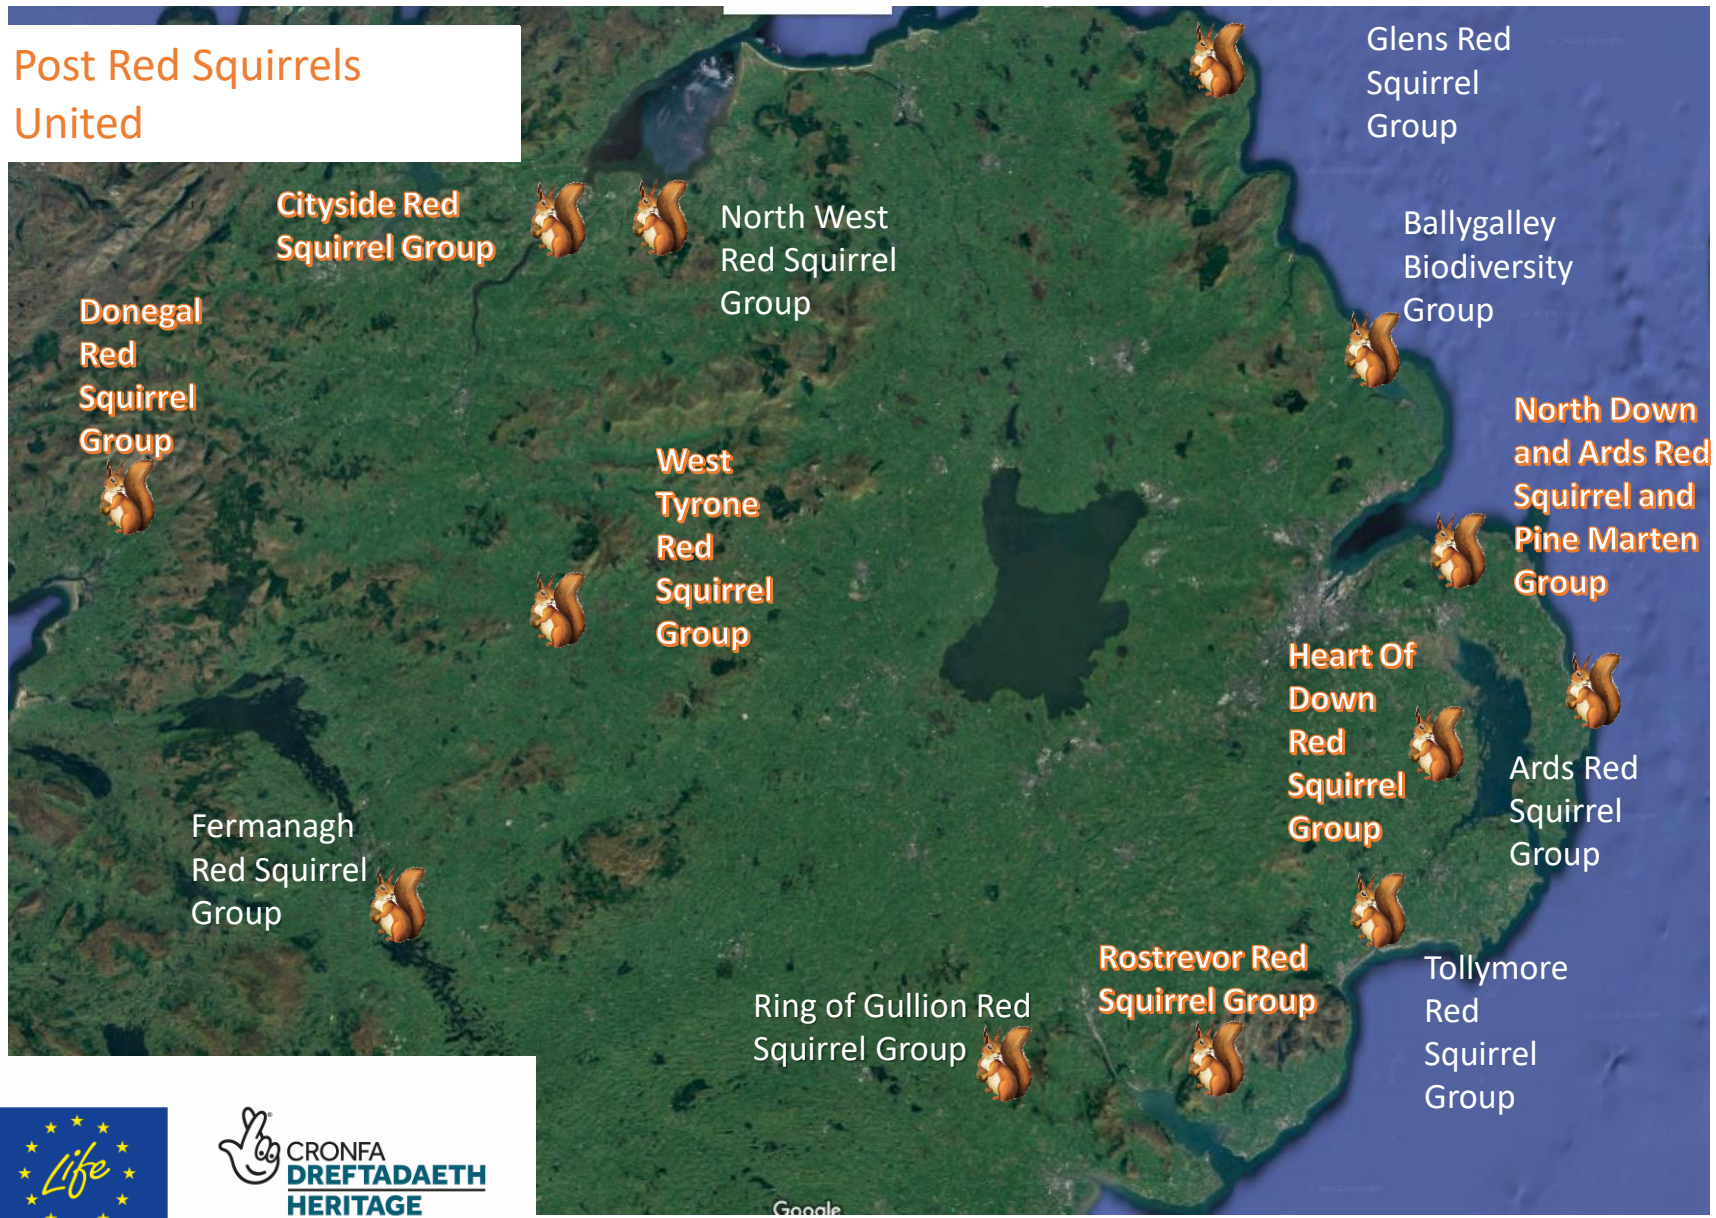 Post Red Squirrels
United
Glens Red
Squirrel
Group
Cityside Red
Squirrel Group
North West
Red Squirrel
Group
Ballygalley
Biodiversity
Group
Donegal
Red
Squirrel
Group
North Down
and Ards Red
Squirrel and
Pine Marten
Group
West
Tyrone
Red
Squirrel
Group
Heart Of
Down
Red
Squirrel
Group
Ards Red
Squirrel
Group
Fermanagh
Red Squirrel
Group
Rostrevor Red
Squirrel Group
Ring of Gullion Red
Squirrel Group
Tollymore
Red
Squirrel
Group
Life
CRONFA
DREFTADAETH
HERITAGE
Google